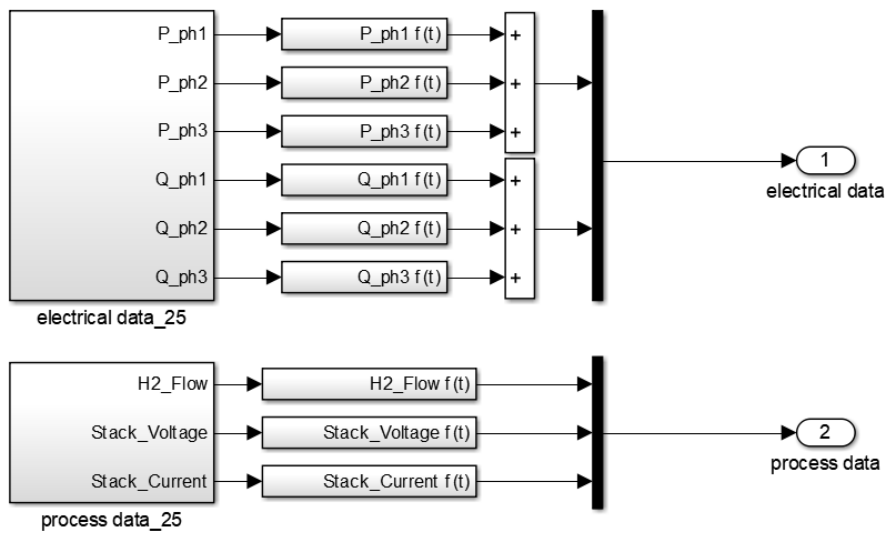 P_ph1 P_ph1 f(t) +
P_ph2 P_ph2 f(t) +
P_ph3 P_ph3 f(t) +
Q_ph1 Q_ph1 f(t) +
Q_ph2 Q_ph2 f(t) +
Q_ph3 Q_ph3 f(t) +
1
electrical data
electrical data_25
H2_Flow H2_Flow f(t)
Stack_Voltage Stack_Voltage f(t)
Stack_Current Stack_Current f(t)
2
process data
process data_25